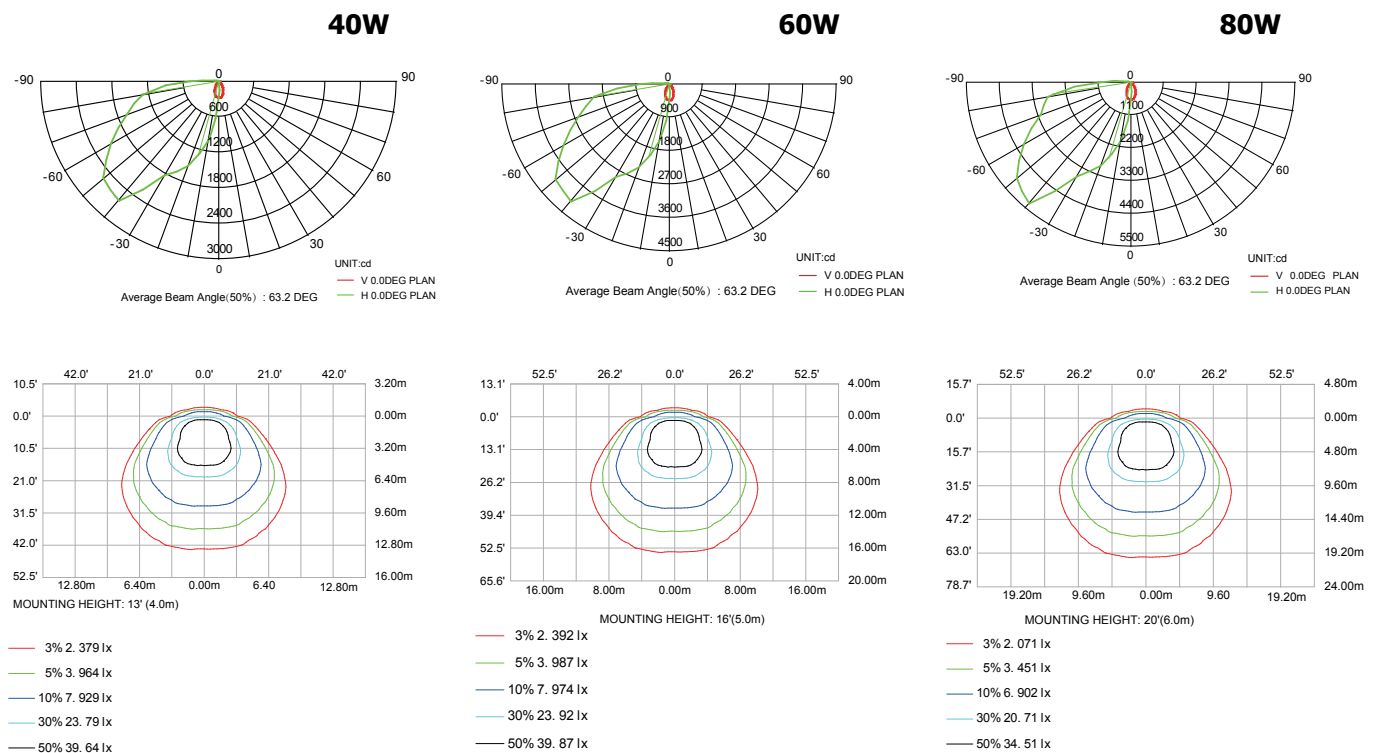 40W
60W
80W
0
-90 90
600
1200
1800
2400
3000
-60 60
-30 30
0
UNIT:cd
V 0.0DEG PLAN
H 0.0DEG PLAN
Average Beam Angle(50%) : 63.2 DEG
0
-90 90
900
1800
2700
3600
4500
-60 60
-30 30
0
UNIT:cd
V 0.0DEG PLAN
H 0.0DEG PLAN
Average Beam Angle(50%) : 63.2 DEG
0
-90 90
1100
2200
3300
4400
5500
-60 60
-30 30
0
UNIT:cd
V 0.0DEG PLAN
H 0.0DEG PLAN
Average Beam Angle (50%) : 63.2 DEG
42.0' 21.0' 0.0' 21.0' 42.0'
10.5' 3.20m
0.0' 0.00m
10.5' 3.20m
21.0' 6.40m
31.5' 9.60m
42.0' 12.80m
52.5' 16.00m
12.80m 6.40m 0.00m 6.40 12.80m
MOUNTING HEIGHT: 13' (4.0m)
3% 2. 379 lx
5% 3. 964 lx
10% 7. 929 lx
30% 23. 79 lx
50% 39. 64 lx
52.5' 26.2' 0.0' 26.2' 52.5'
13.1' 4.00m
0.0' 0.00m
13.1' 4.00m
26.2' 8.00m
39.4' 12.00m
52.5' 16.00m
65.6' 20.00m
16.00m 8.00m 0.00m 8.00m 16.00m
MOUNTING HEIGHT: 16'(5.0m)
3% 2. 392 lx
5% 3. 987 lx
10% 7. 974 lx
30% 23. 92 lx
50% 39. 87 lx
52.5' 26.2' 0.0' 26.2' 52.5'
15.7' 4.80m
0.0' 0.00m
15.7' 4.80m
31.5' 9.60m
47.2' 14.40m
63.0' 19.20m
78.7' 24.00m
19.20m 9.60m 0.00m 9.60 19.20m
MOUNTING HEIGHT: 20'(6.0m)
3% 2. 071 lx
5% 3. 451 lx
10% 6. 902 lx
30% 20. 71 lx
50% 34. 51 lx